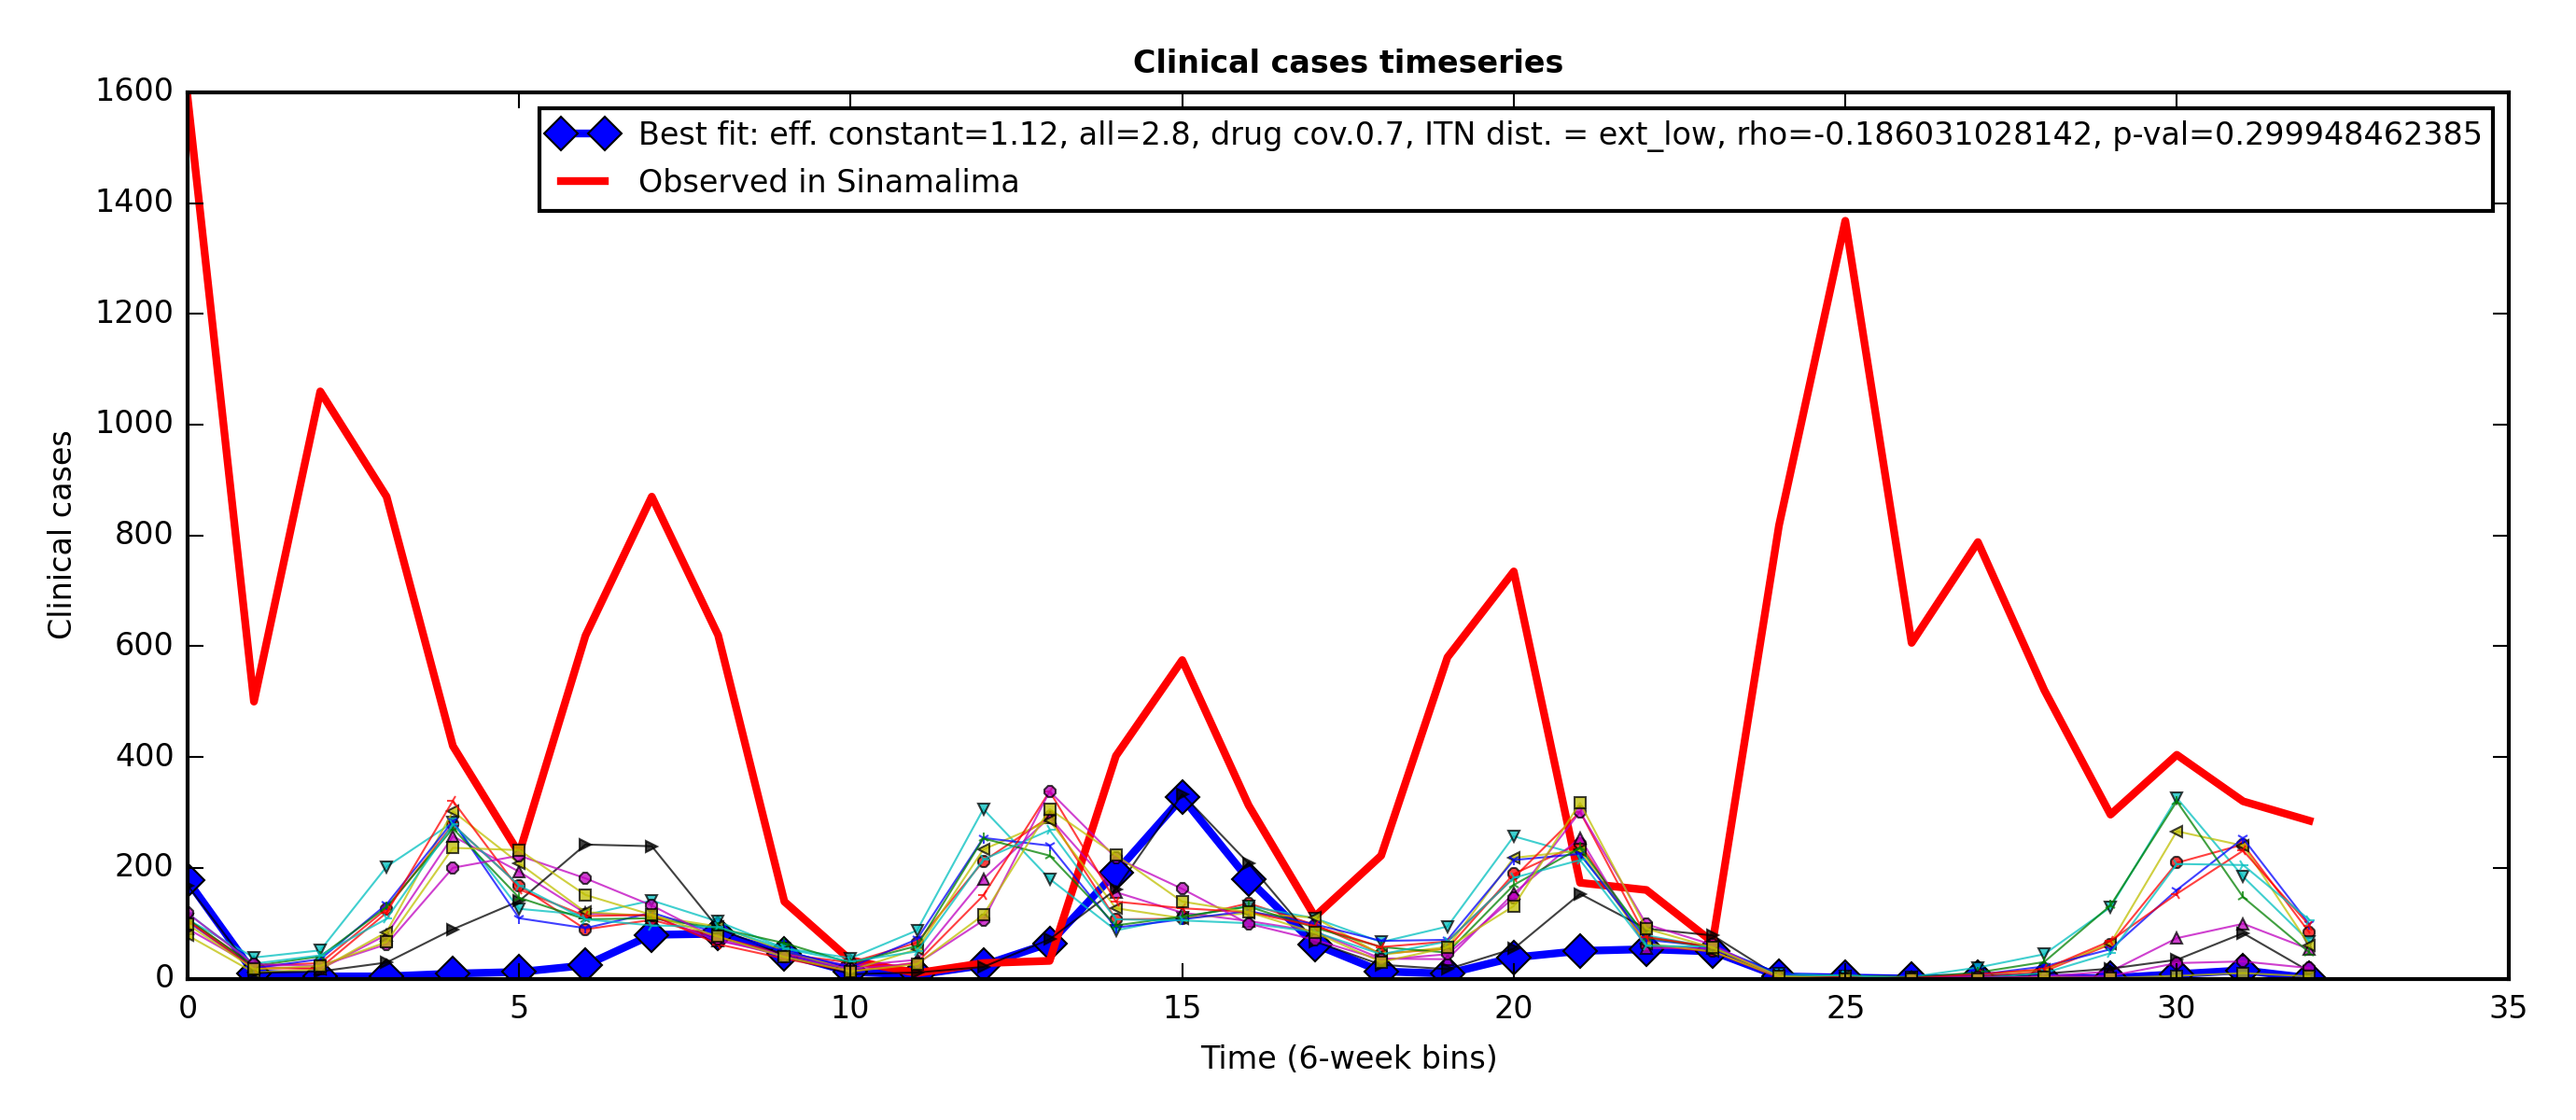 Clinical cases timeseries
1600
1400
1200
1000
800
600
400
200
0
Clinical cases
Best fit: eff. constant=1.12, all=2.8, drug cov.0.7, ITN dist. = ext_low, rho=-0.186031028142, p-val=0.299948462385
Observed in Sinamalima
0 5 10 15 20 25 30 35
Time (6-week bins)